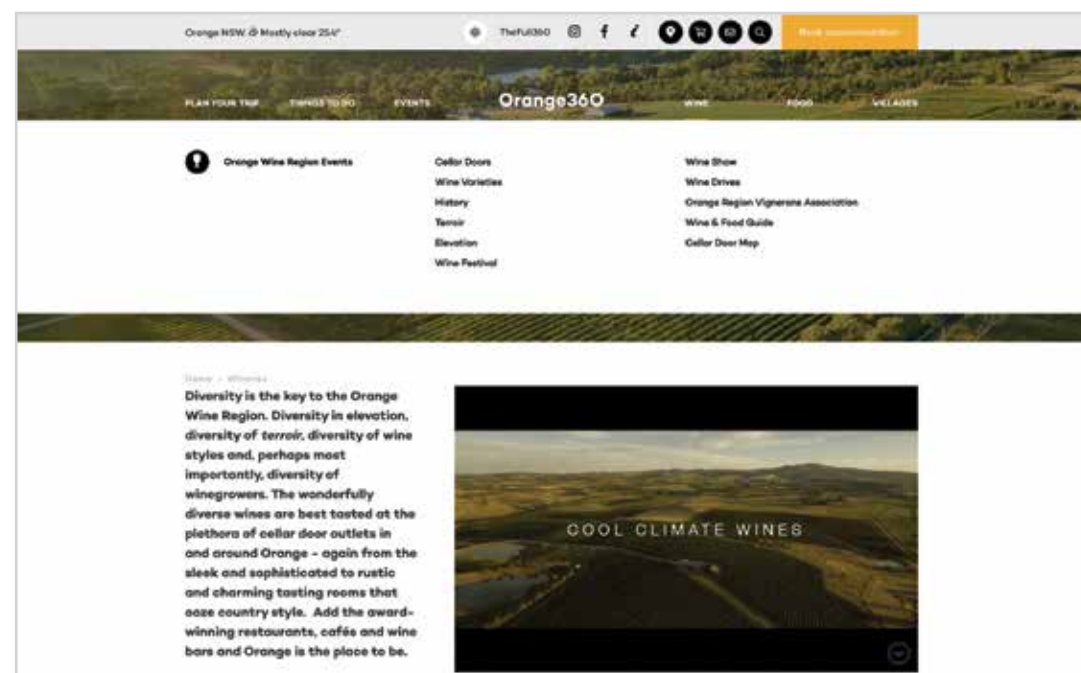 Orange NSW Mostly clear 25.4°
TheFull360
Book accommodation
PLAN YOUR TRIP THINGS TO DO EVENTS Orange360 WINE FOOD VILLAGES
Orange Wine Region Events
Cellar Doors
Wine Varieties
History
Terroir
Elevation
Wine Festival
Wine Show
Wine Drives
Orange Region Vignerons Association
Wine & Food Guide
Cellar Door Map
Home - Wineries
Diversity is the key to the Orange
Wine Region. Diversity in elevation,
diversity of terroir, diversity of wine
styles and, perhaps most
importantly, diversity of
winegrowers. The wonderfully
diverse wines are best tasted at the
plethora of cellar door outlets in
and around Orange – again from the
sleek and sophisticated to rustic
and charming tasting rooms that
ooze country style. Add the award-
winning restaurants, cafés and wine
bars and Orange is the place to be.
COOL CLIMATE WINES